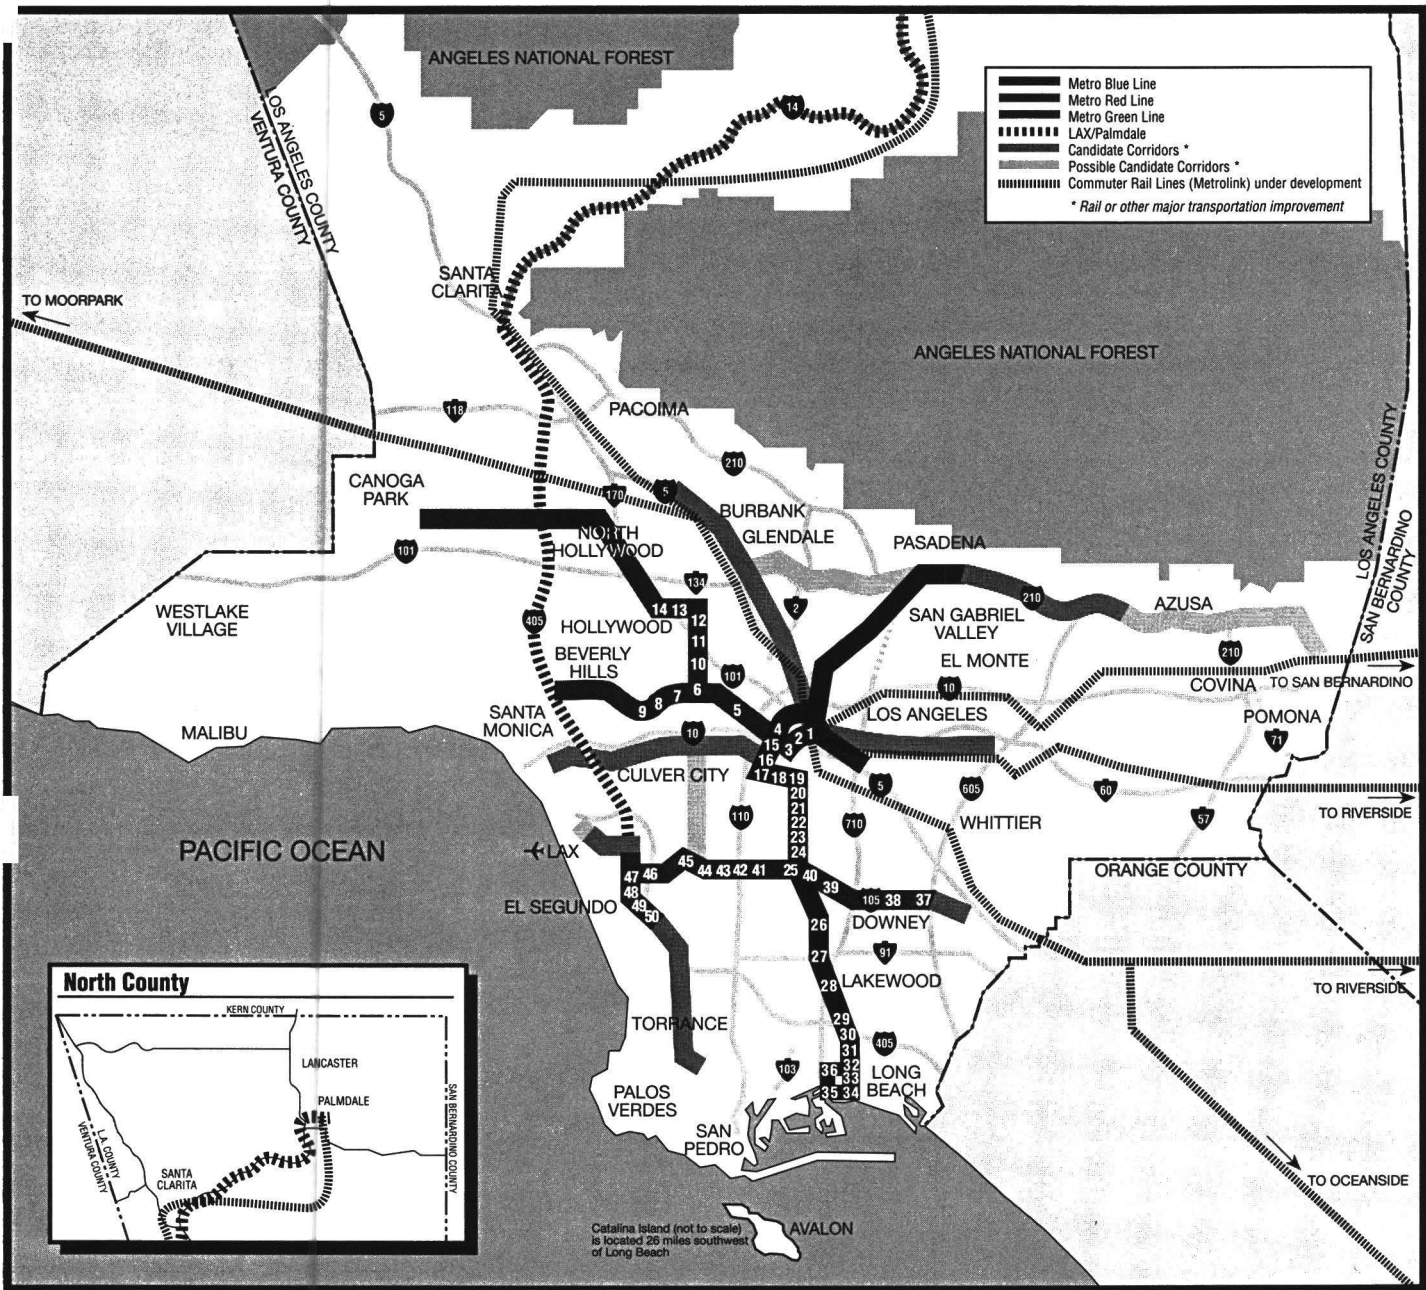 ANGELES NATIONAL FOREST
Metro Blue Line
Metro Red Line
Metro Green Line
LAX/Palmdale
Candidate Corridors *
Possible Candidate Corridors *
Commuter Rail Lines (Metrolink) under development
* Rail or other major transportation improvement
14
5
LOS ANGELES COUNTY
VENTURA COUNTY
SANTA
CLARITA
TO MOORPARK
ANGELES NATIONAL FOREST
118
PACOIMA
210
CANOGA
PARK
170
5
BURBANK
GLENDALE
NORTH
HOLLYWOOD
101
PASADENA
LOS ANGELES COUNTY
SAN BERNARDINO
COUNTY
134
2
210
AZUSA
WESTLAKE
VILLAGE
405
14 13
12
11
10
HOLLYWOOD
SAN GABRIEL
VALLEY
BEVERLY
HILLS
EL MONTE
210
101
10
COVINA
TO SAN BERNARDINO
9 8 7 6
5
SANTA
MONICA
LOS ANGELES
POMONA
71
MALIBU
10
4 3 2 1
15
16
17 18 19
20
21
22
23
24
CULVER CITY
5
605
60
TO RIVERSIDE
110
710
WHITTIER
57
PACIFIC OCEAN
LAX
47 46 45 44 43 42 41 25 40
39
105 38 37
ORANGE COUNTY
48
49
50
EL SEGUNDO
DOWNEY
26
27
28
29
30
31
32
33
36
35 34
91
LAKEWOOD
TO RIVERSIDE
TORRANCE
405
103
LONG
BEACH
PALOS
VERDES
SAN
PEDRO
TO OCEANSIDE
Catalina Island (not to scale)
is located 26 miles southwest
of Long Beach
AVALON
North County
KERN COUNTY
LANCASTER
PALMDALE
L.A. COUNTY
VENTURA COUNTY
SANTA
CLARITA
SAN BERNARDINO COUNTY